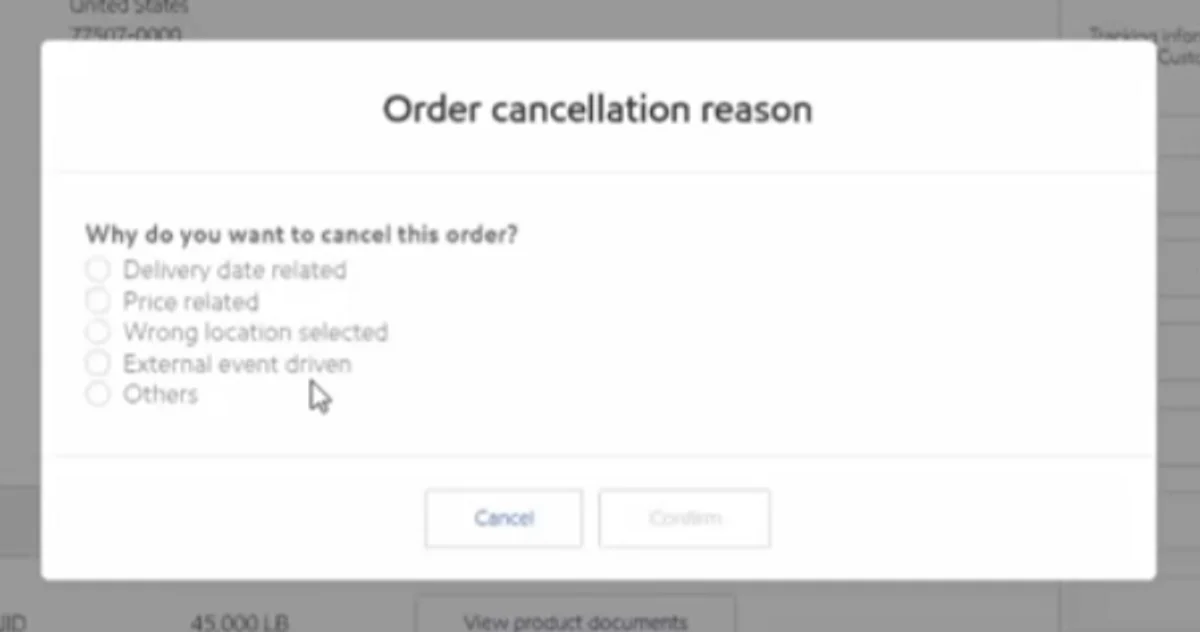 United States
77507-0000
Tracking infor
Custo
Order cancellation reason
Why do you want to cancel this order?
Delivery date related
Price related
Wrong location selected
External event driven
Others
Cancel
Confirm
45.000 LB
View product documents